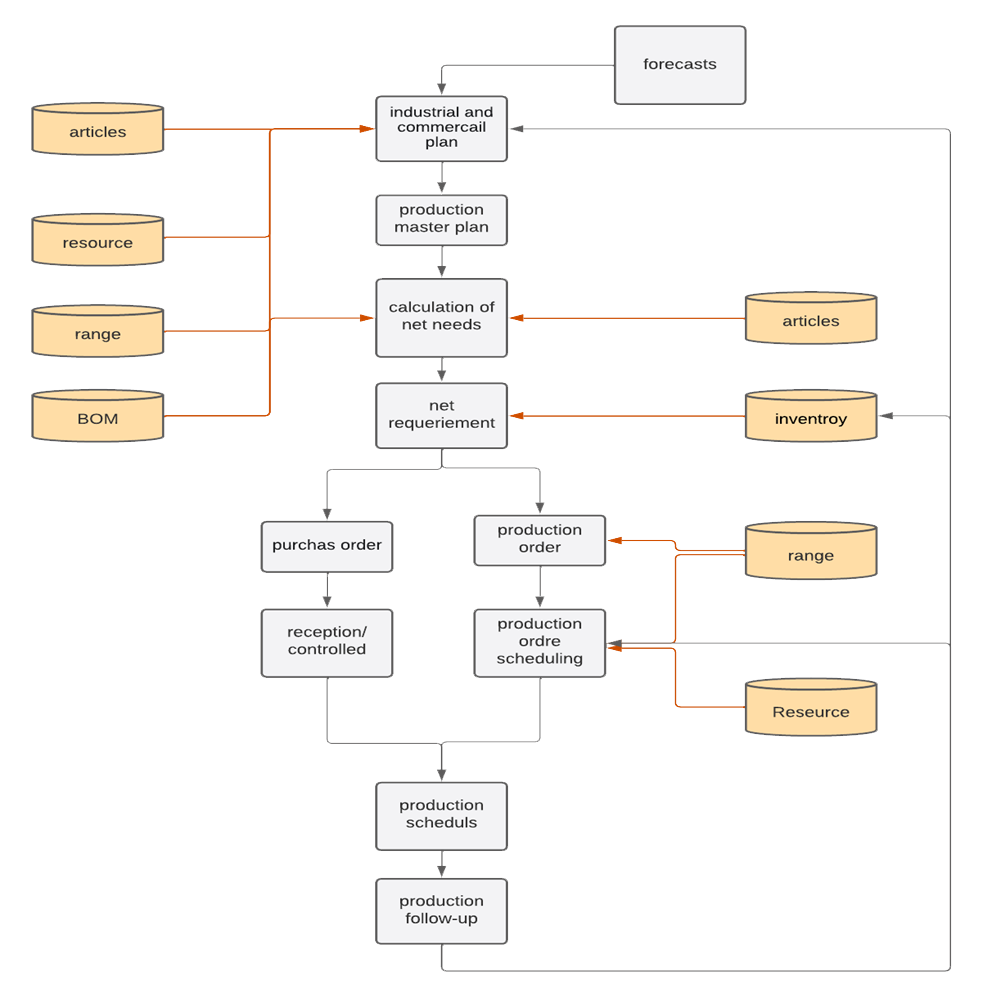 forecasts
industrial and
commercail
plan
articles
production
master plan
resource
calculation of
net needs
articles
range
net
requeriement
BOM
inventroy
purchas order
production
order
range
reception/
controlled
production
ordre
scheduling
Reseurce
production
scheduls
production
follow-up